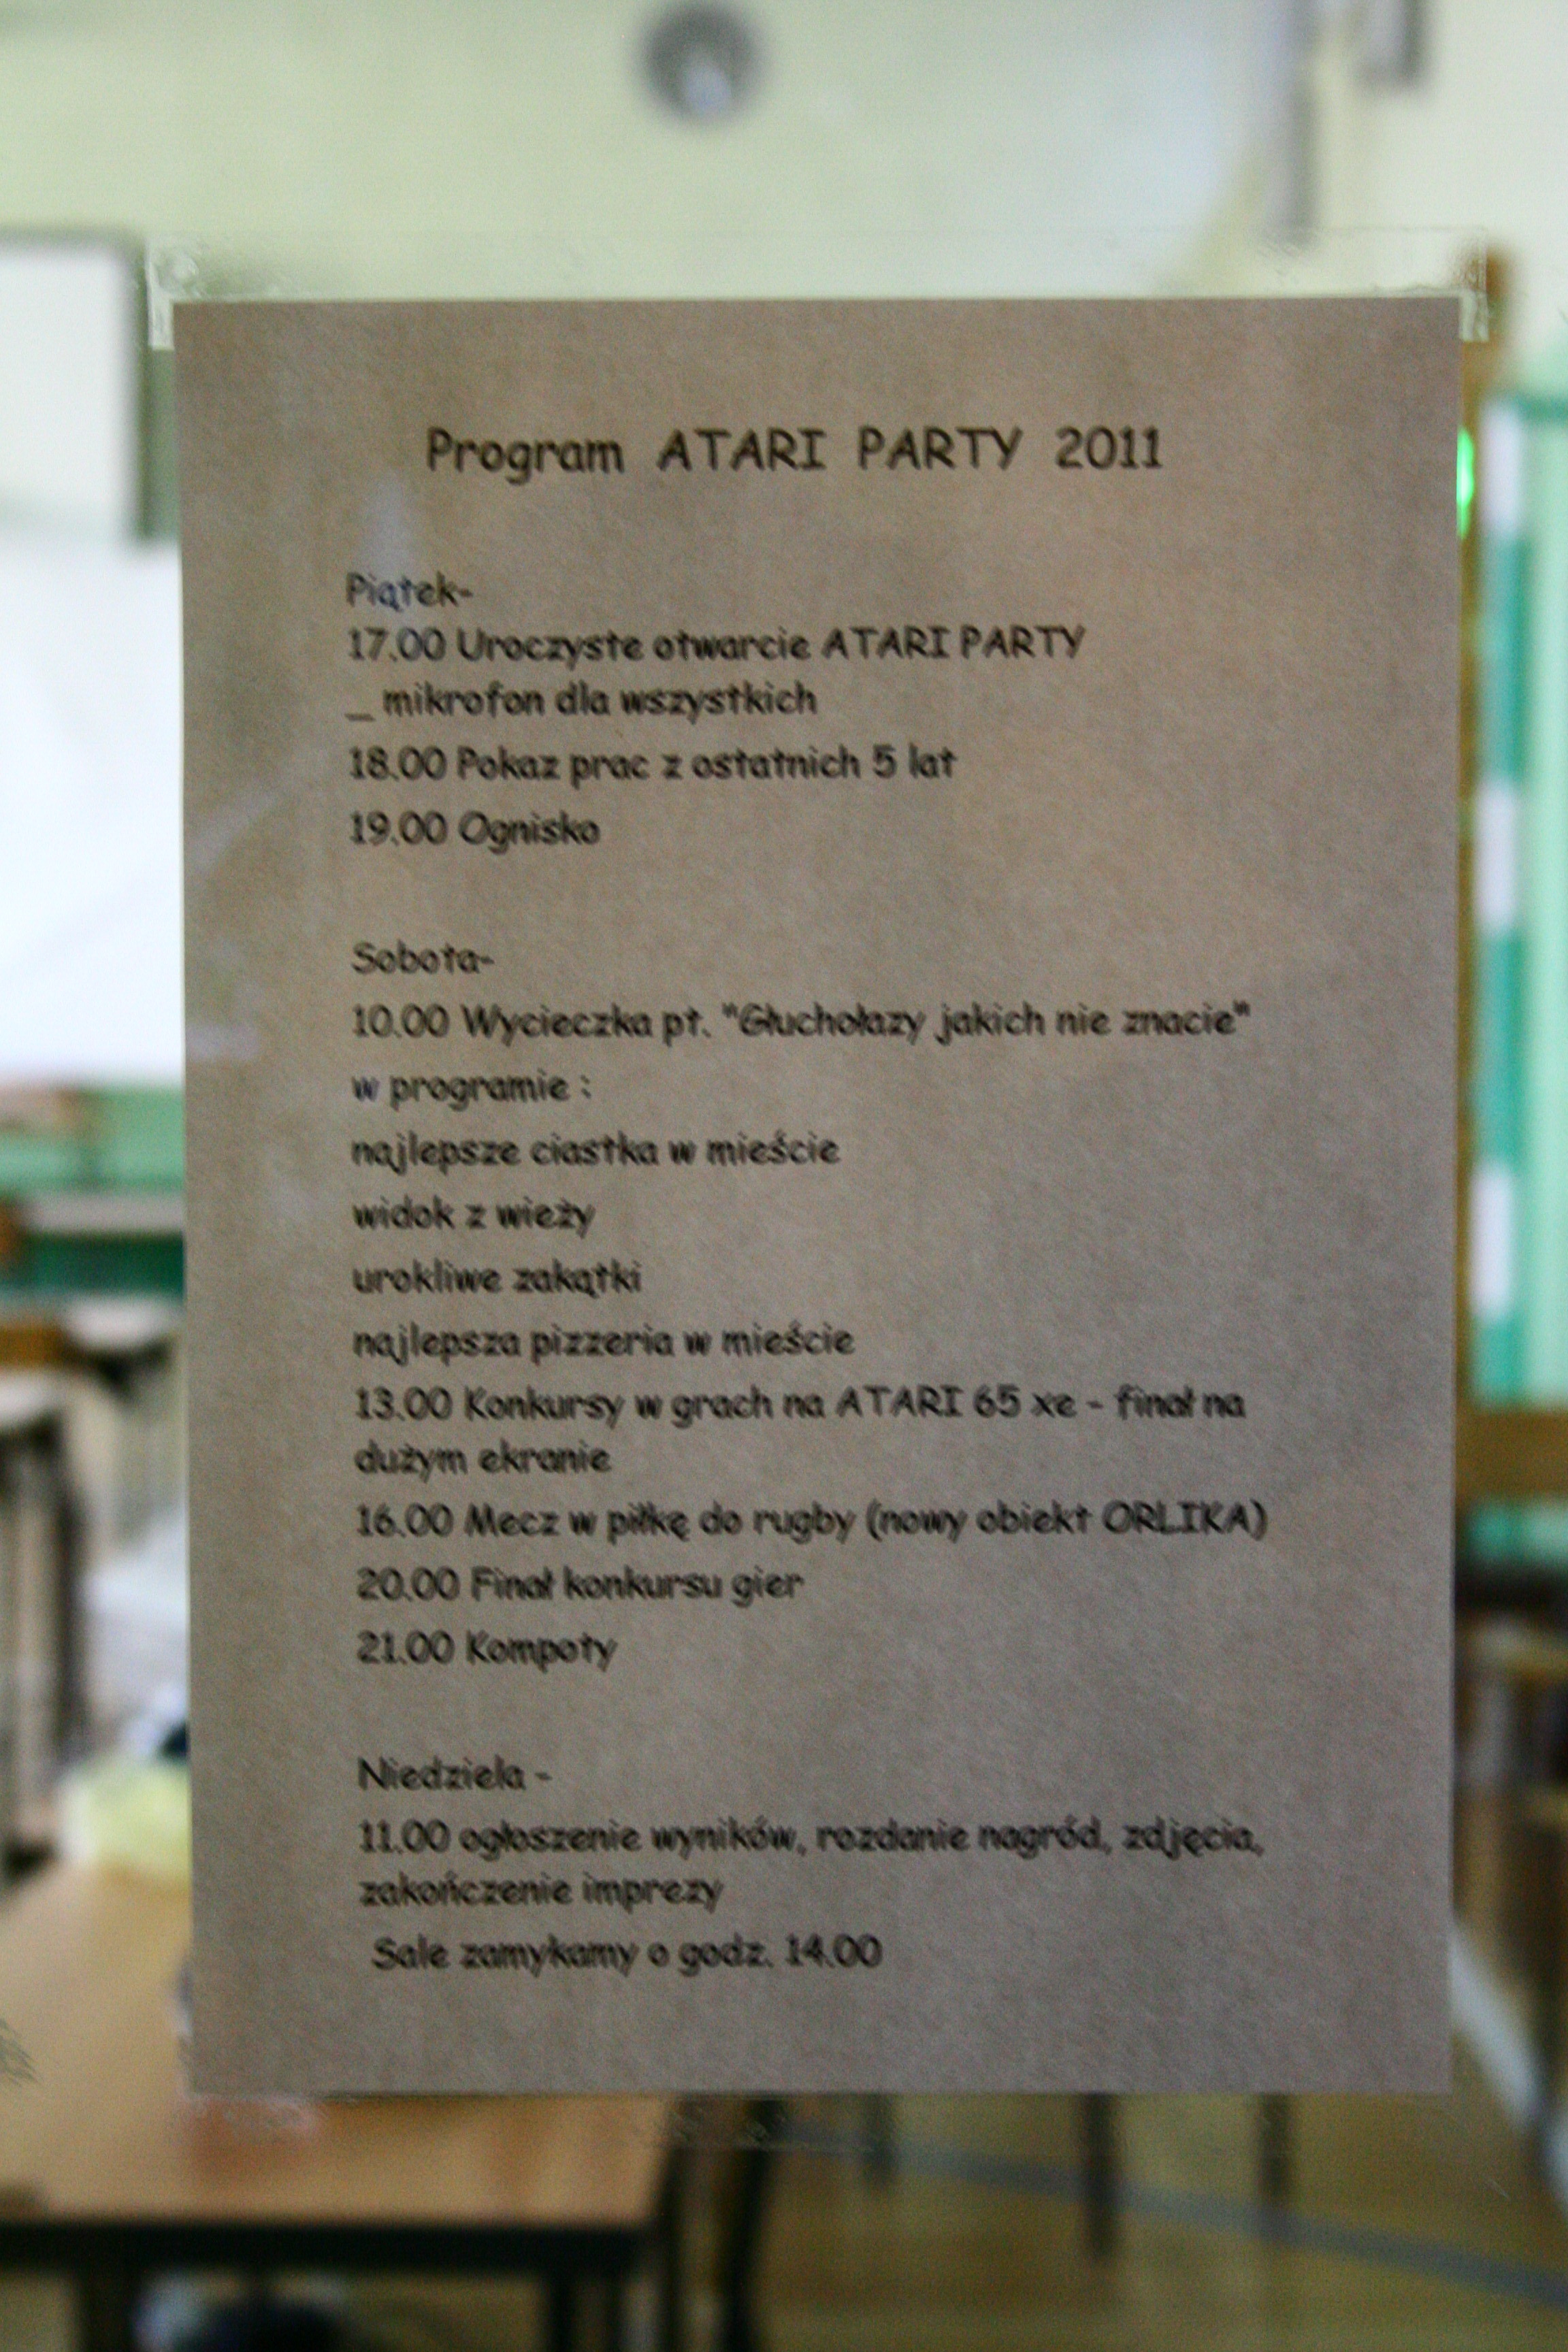 Program ATARI PARTY 2011
Piątek-
17.00 Uroczyste otwarcie ATARI PARTY
_ mikrofon dla wszystkich
18.00 Pokaz prac z ostatnich 5 lat
19.00 Ognisko
Sobota-
10.00 Wycieczka pt. "Głuchołazy jakich nie znacie"
w programie :
najlepsze ciastka w mieście
widok z wieży
urokliwe zakątki
najlepsza pizzeria w mieście
13.00 Konkursy w grach na ATARI 65 xe - finał na
dużym ekranie
16.00 Mecz w piłkę do rugby (nowy obiekt ORLIKA)
20.00 Finał konkursu gier
21.00 Kompoty
Niedziela -
11.00 ogłoszenie wyników, rozdanie nagród, zdjęcia,
zakończenie imprezy
Sale zamykamy o godz. 14.00